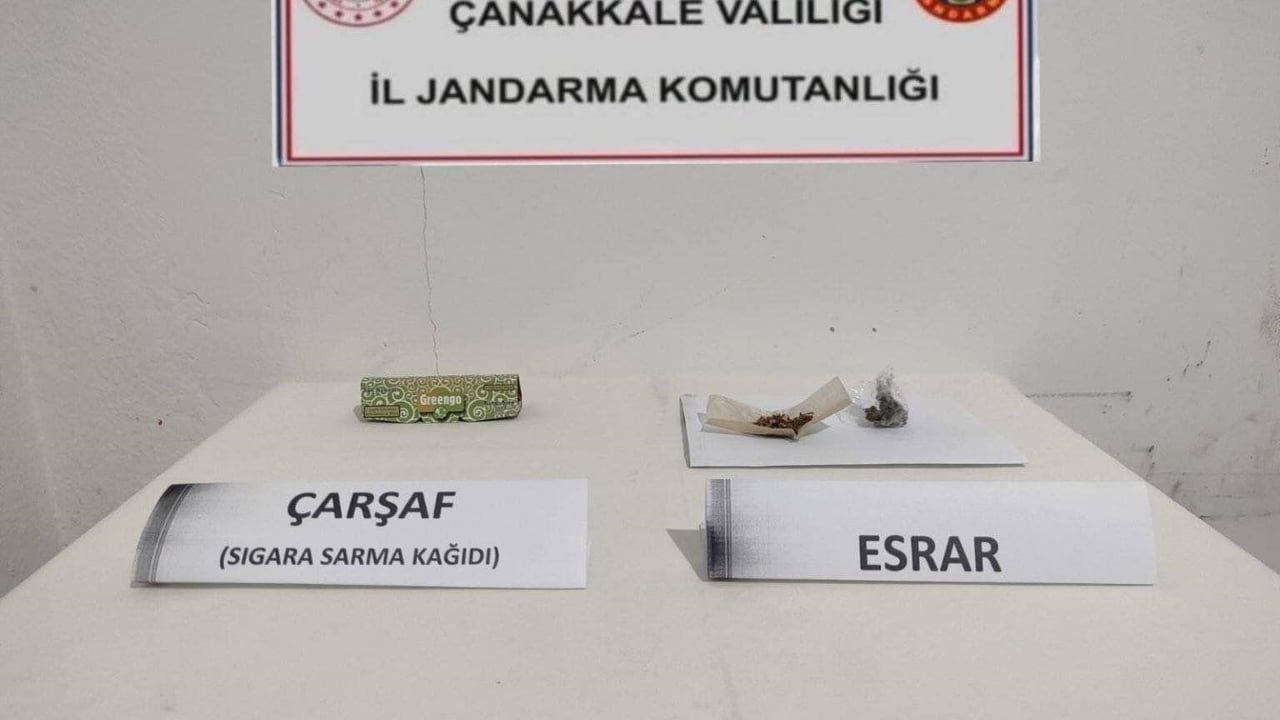 ÇANAKKALE VALİLİĞİ
İL JANDARMA KOMUTANLIĞI
Greengo
ÇARŞAF
(SIGARA SARMA KAĞIDI)
ESRAR